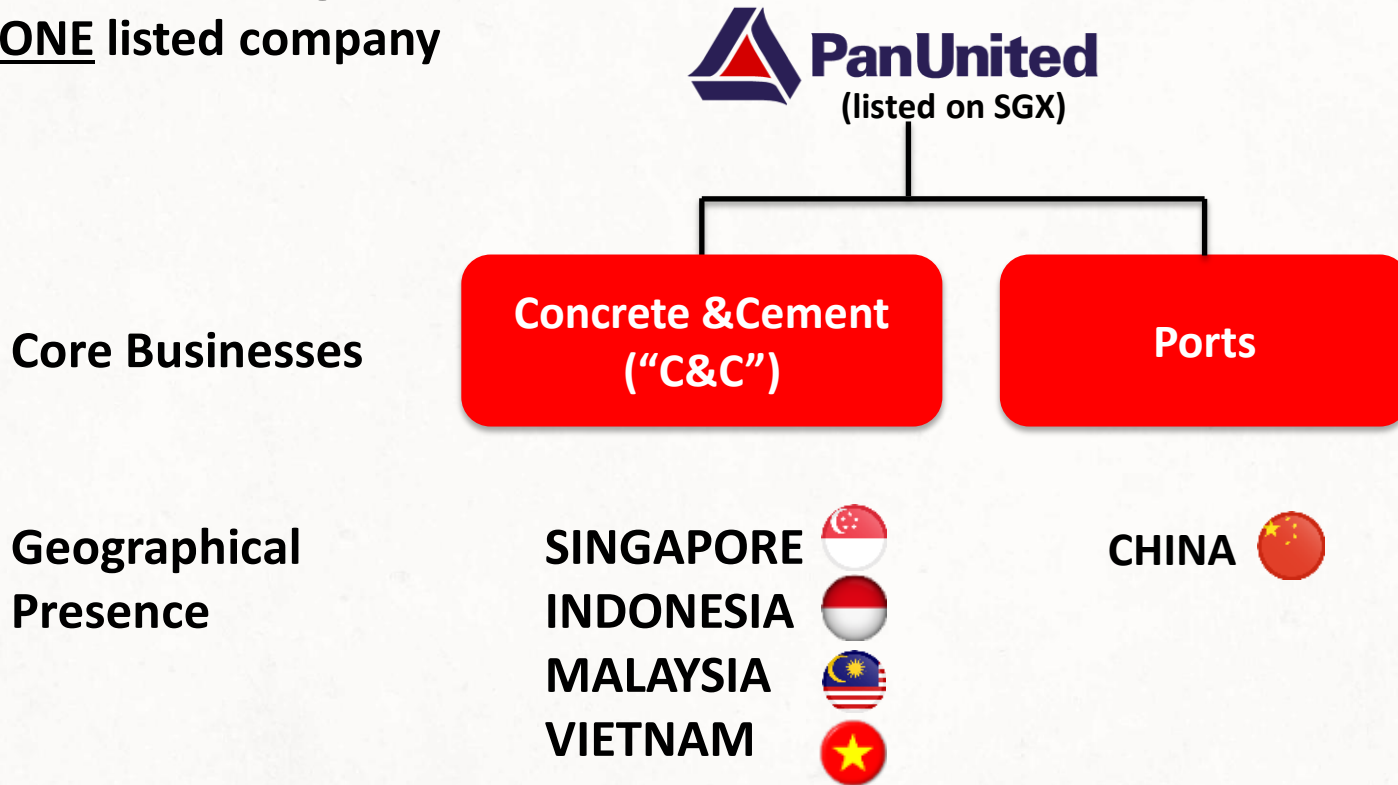 ONE listed company
PanUnited
(listed on SGX)
Concrete &Cement
(“C&C”)
Ports
Core Businesses
Geographical
Presence
SINGAPORE
INDONESIA
MALAYSIA
VIETNAM
CHINA